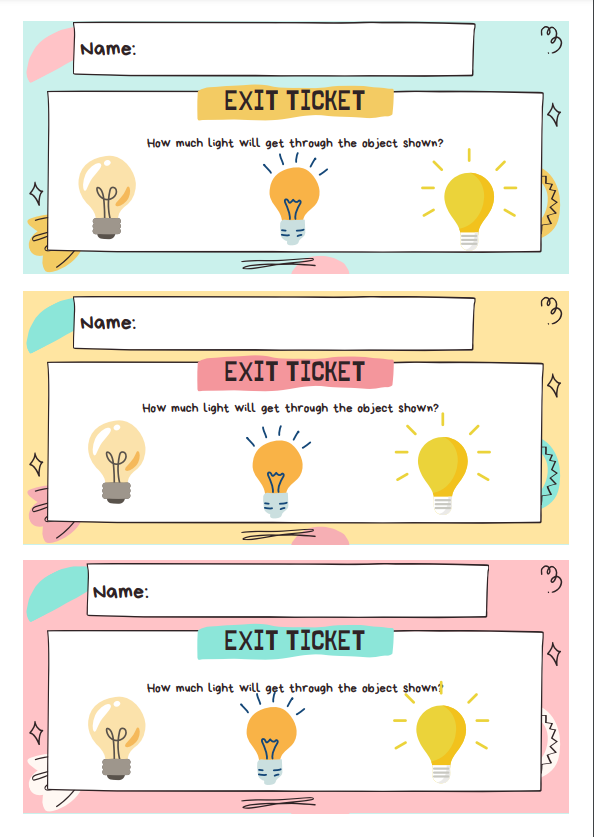 Name:
EXIT TICKET
How much light will get through the object shown?
Name:
EXIT TICKET
How much light will get through the object shown?
Name:
EXIT TICKET
How much light will get through the object shown?